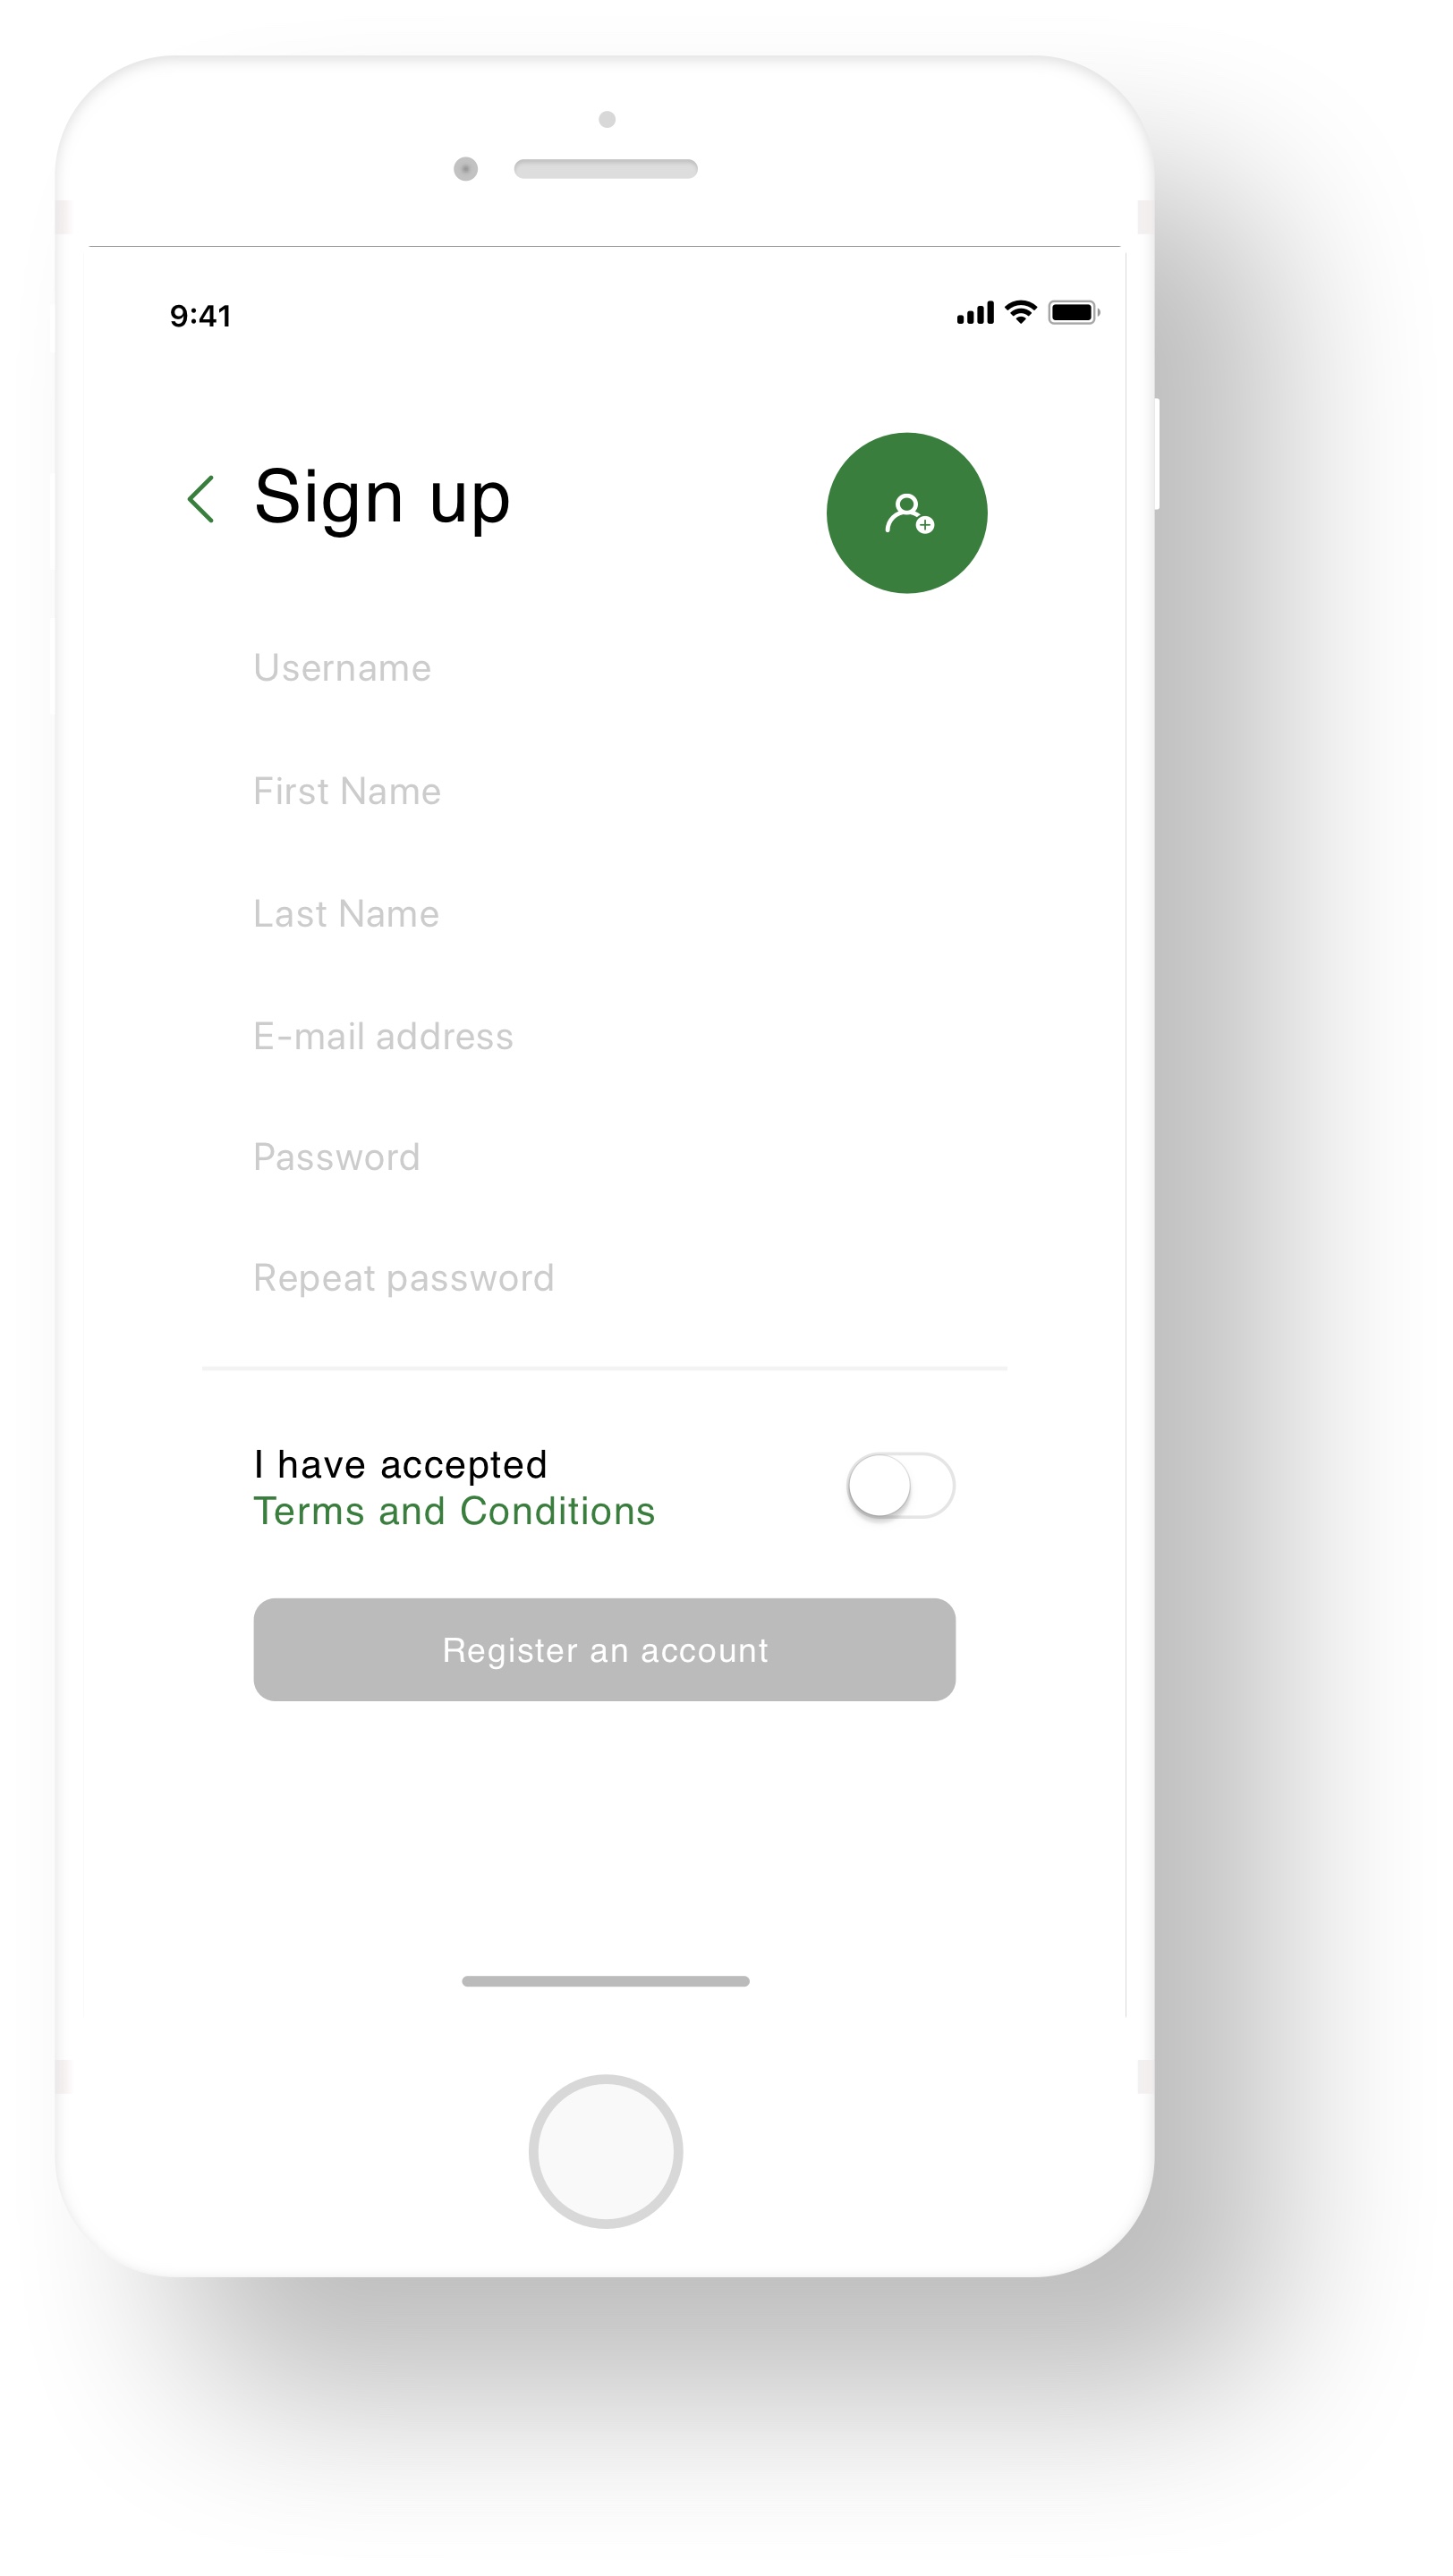 9:41
Sign up
Username
First Name
Last Name
E-mail address
Password
Repeat password
I have accepted
Terms and Conditions
Register an account